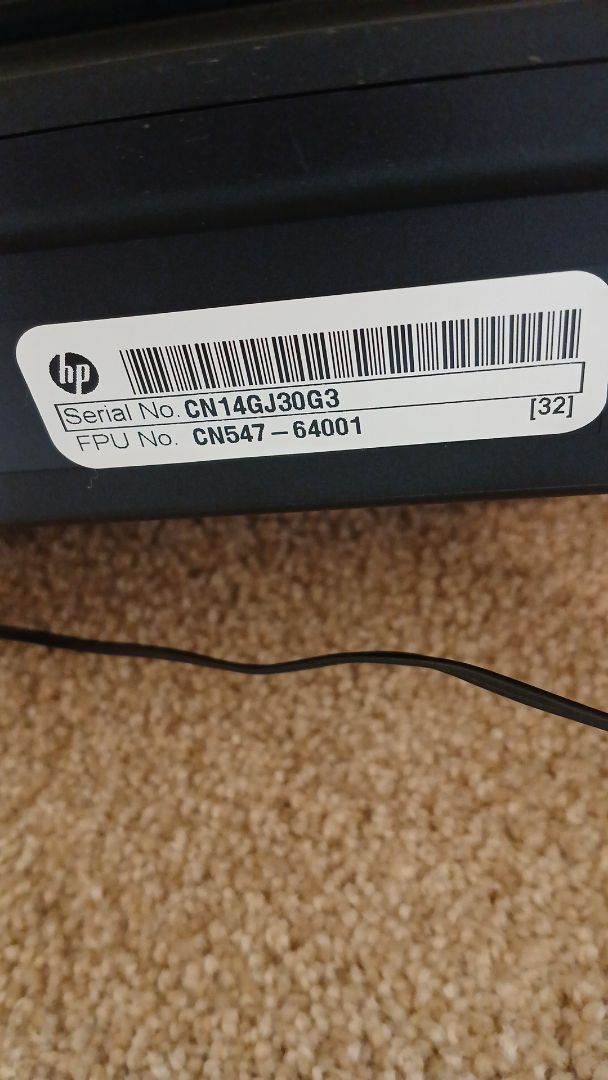 hp
Serial No. CN14GJ30G3
[32]
FPU No. CN547-64001